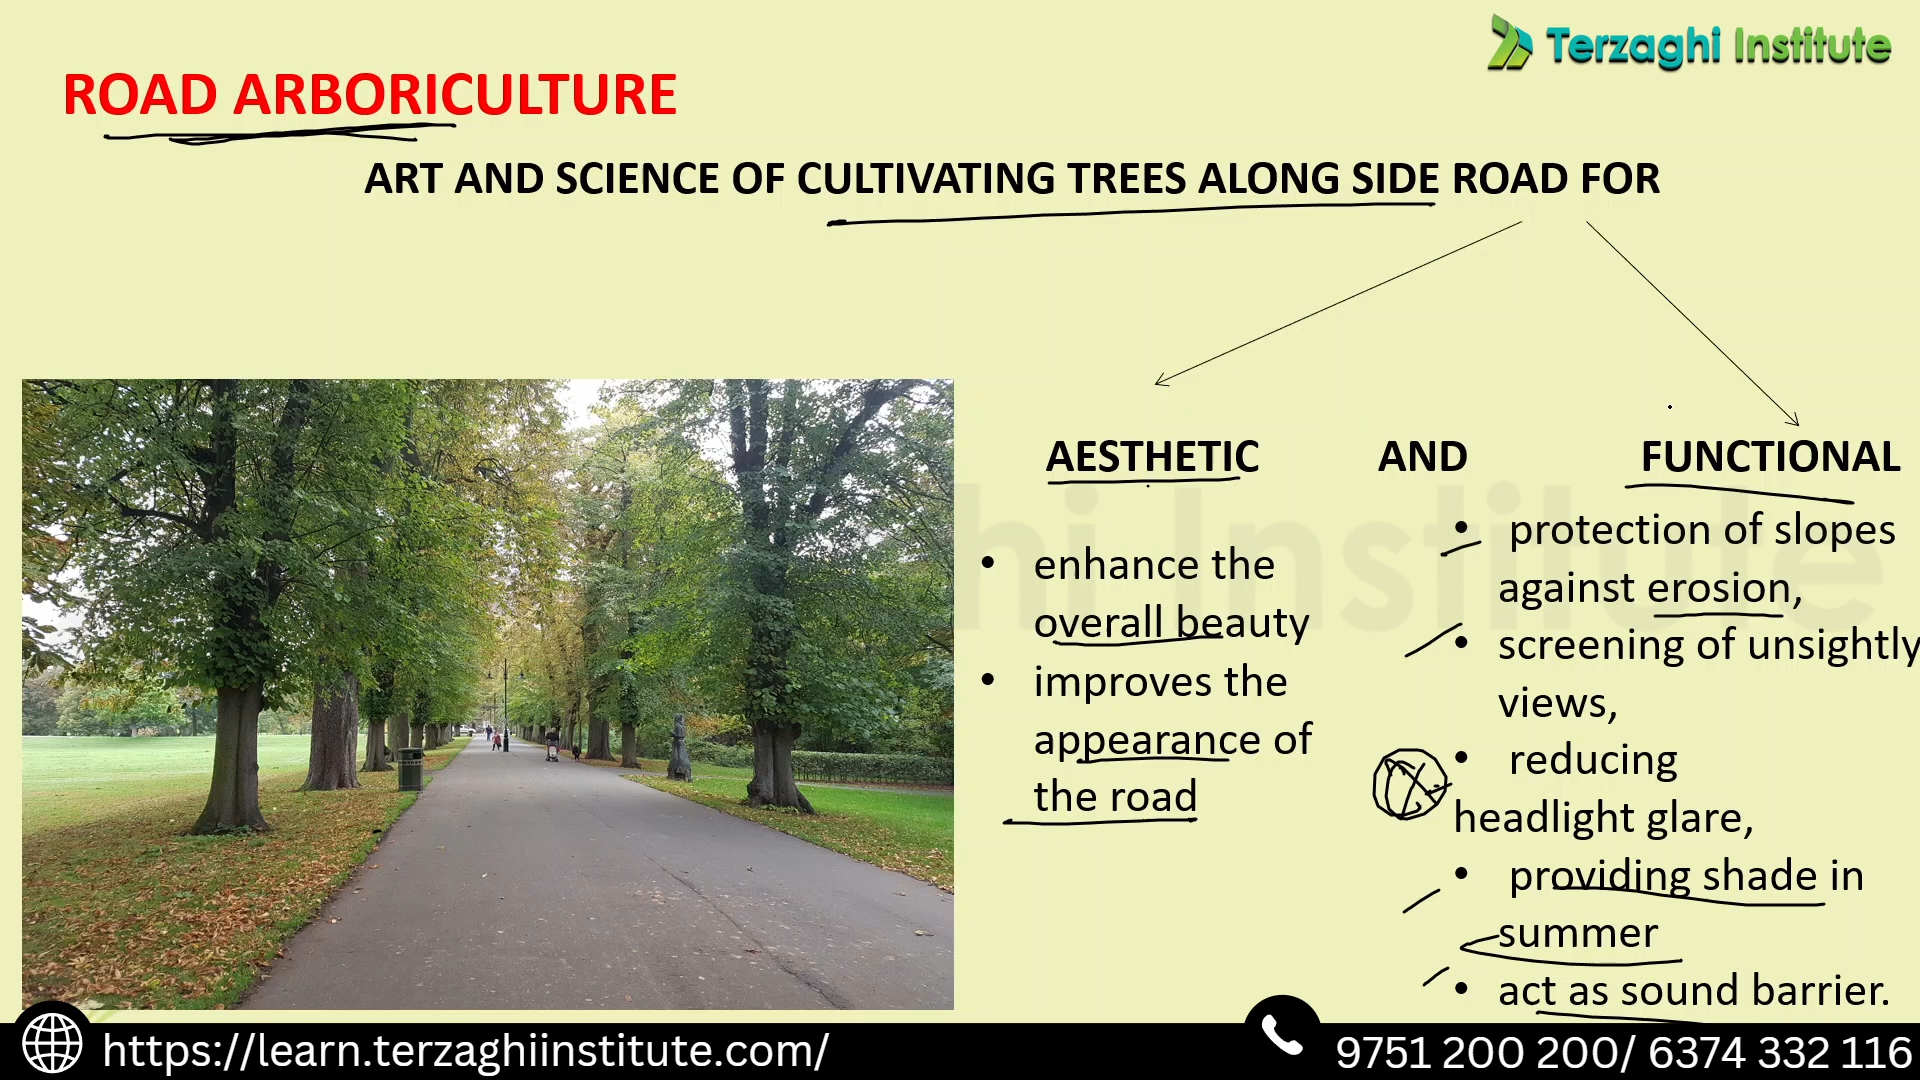 Terzaghi Institute
ROAD ARBORICULTURE
ART AND SCIENCE OF CULTIVATING TREES ALONG SIDE ROAD FOR
AESTHETIC AND FUNCTIONAL
• enhance the
overall beauty
• improves the
appearance of
the road
• protection of slopes
against erosion,
• screening of unsightly
views,
• reducing
headlight glare,
• providing shade in
summer
• act as sound barrier.
hi Institute
https://learn.terzaghiinstitute.com/
9751 200 200/ 6374 332 116